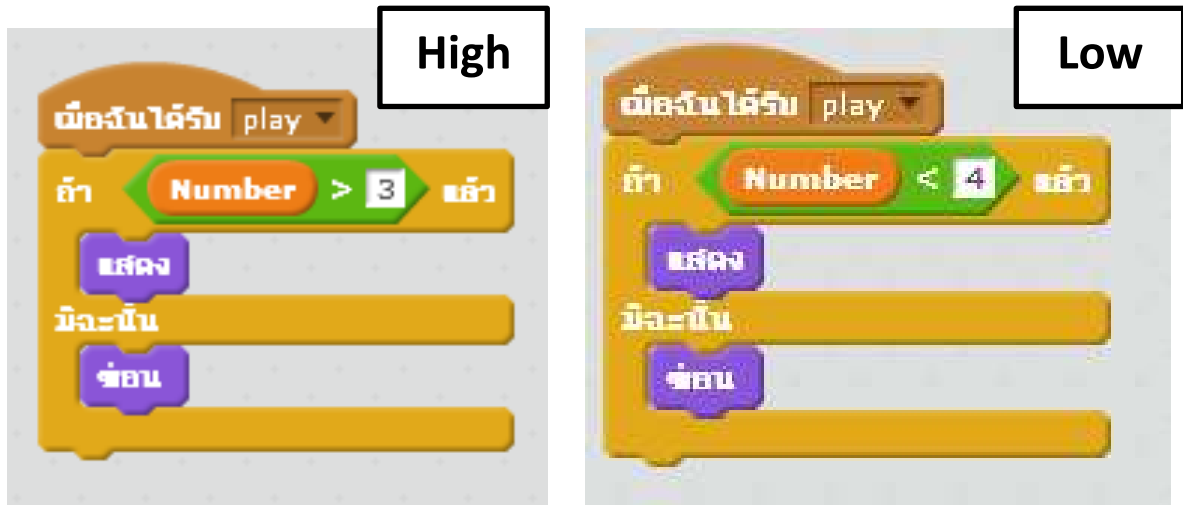 High
เมื่อฉันได้รับ play
ถ้า Number > 3 แล้ว
แสดง
มิฉะนั้น
ซ่อน
Low
เมื่อฉันได้รับ play
ถ้า Number < 4 แล้ว
แสดง
มิฉะนั้น
ซ่อน